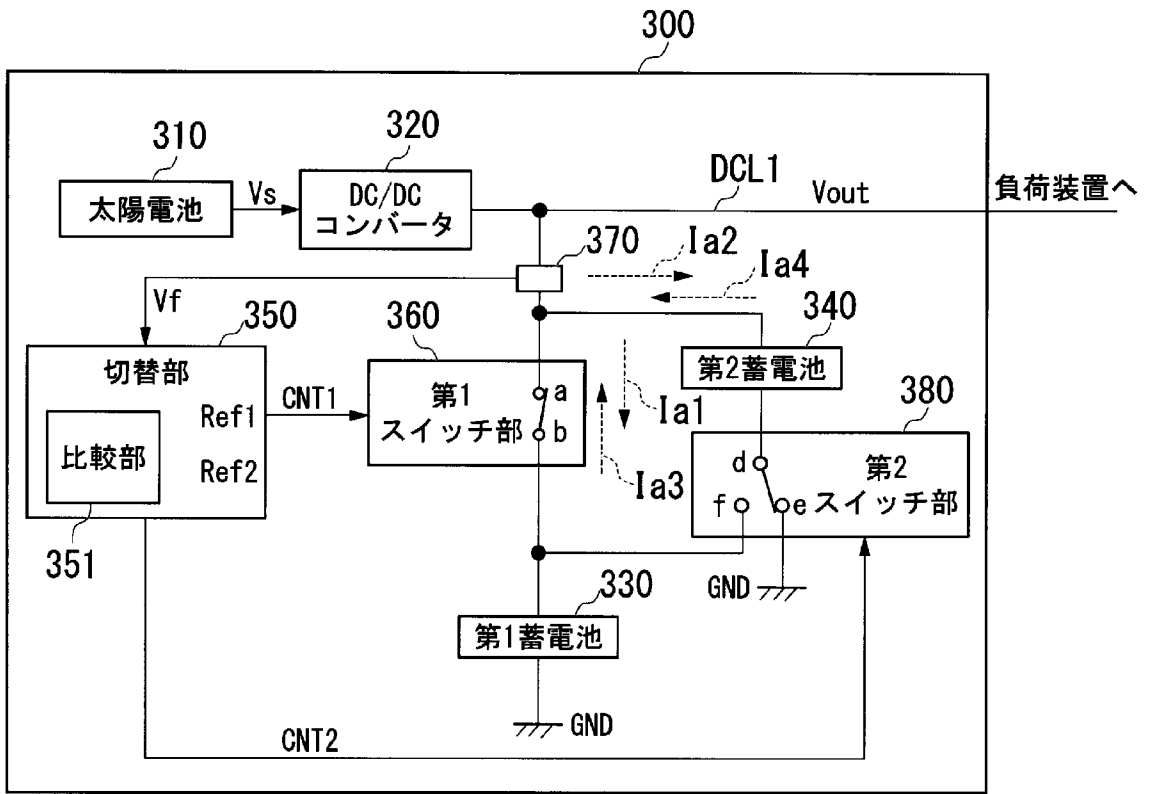 300
310
320
太陽電池
Vs
DC/DC
コンバータ
DCL1
Vout
負荷装置へ
370
Ia2
Ia4
Vf
350
360
340
切替部
第2蓄電池
Ref1
CNT1
第1
スイッチ部
a
b
Ia1
380
比較部
Ref2
Ia3
d
f
e
第2
スイッチ部
351
GND
330
第1蓄電池
GND
CNT2